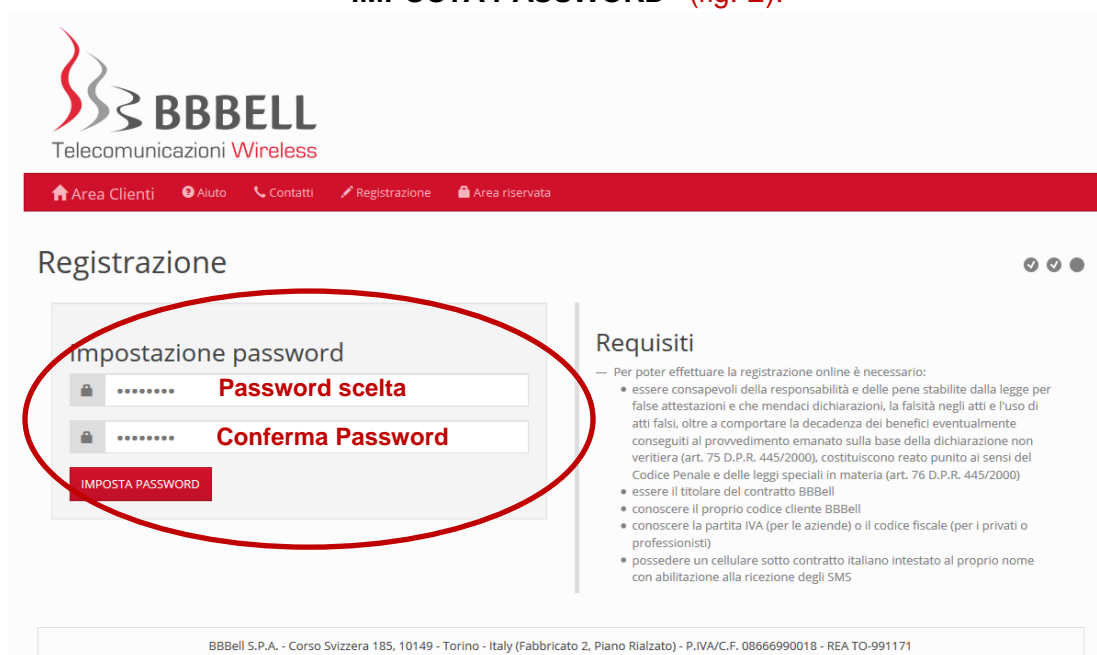 "IMPOSTA PASSWORD" (fig. E).
BBBELL
Telecomunicazioni Wireless
Area Clienti Aiuto Contatti Registrazione Area riservata
Registrazione
Impostazione password
•••••••• Password scelta
•••••••• Conferma Password
IMPOSTA PASSWORD
Requisiti
— Per poter effettuare la registrazione online è necessario:
• essere consapevoli della responsabilità e delle pene stabilite dalla legge per
false attestazioni e che mendaci dichiarazioni, la falsità negli atti e l'uso di
atti falsi, oltre a comportare la decadenza dei benefici eventualmente
conseguiti al provvedimento emanato sulla base della dichiarazione non
veritiera (art. 75 D.P.R. 445/2000), costituiscono reato punito ai sensi del
Codice Penale e delle leggi speciali in materia (art. 76 D.P.R. 445/2000)
• essere il titolare del contratto BBBell
• conoscere il proprio codice cliente BBBell
• conoscere la partita IVA (per le aziende) o il codice fiscale (per i privati o
professionisti)
• possedere un cellulare sotto contratto italiano intestato al proprio nome
con abilitazione alla ricezione degli SMS
BBBell S.P.A. - Corso Svizzera 185, 10149 - Torino - Italy (Fabbricato 2, Piano Rialzato) - P.IVA/C.F. 08666990018 - REA TO-991171